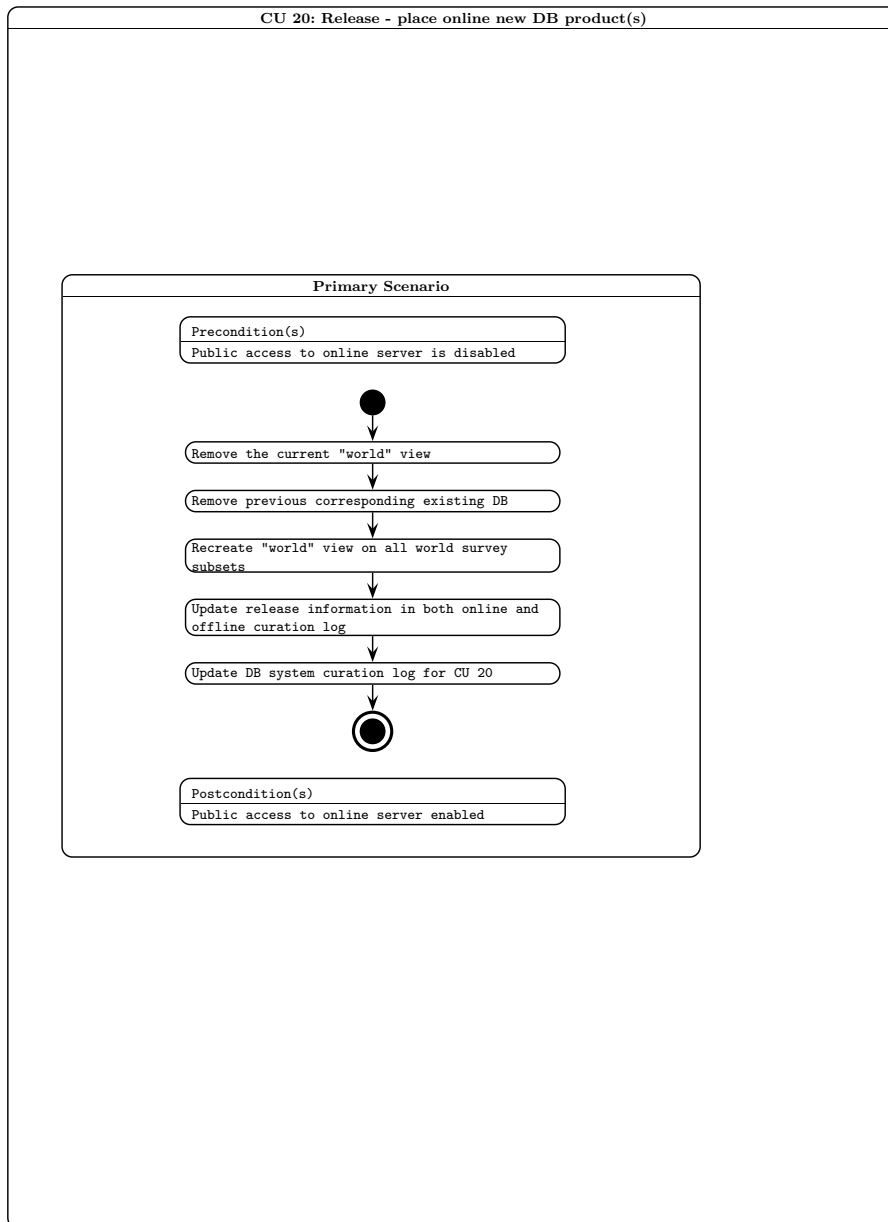 CU 20: Release - place online new DB product(s)
Primary Scenario
Precondition(s)
Public access to online server is disabled
Remove the current "world" view
Remove previous corresponding existing DB
Recreate "world" view on all world survey
subsets
Update release information in both online and
offline curation log
Update DB system curation log for CU 20
Postcondition(s)
Public access to online server enabled